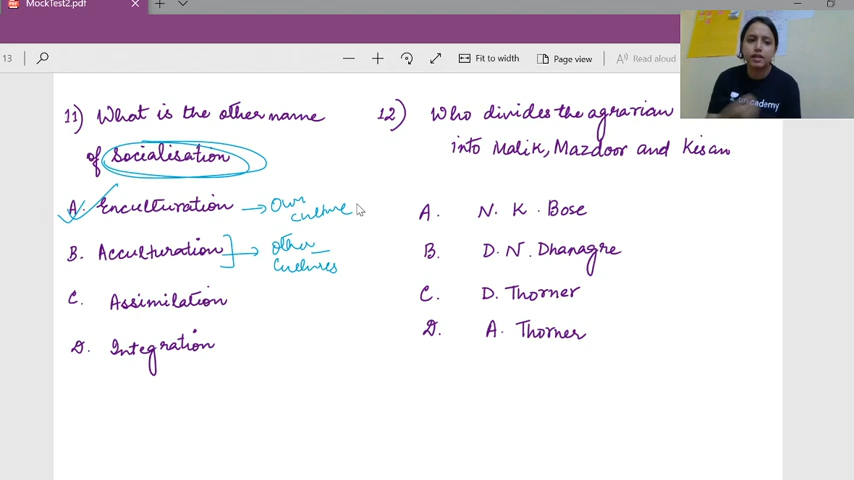 MockTest2.pdf
13
Fit to width
Page view
Read aloud
11) What is the other name
of Socialisation
A. Enculturation → Own culture
B. Acculturation → other cultures
C. Assimilation
D. Integration
12) Who divides the agrarian
into Malik, Mazdoor and Kisan
A. N. K. Bose
B. D. N. Dhanagre
C. D. Thorner
D. A. Thorner